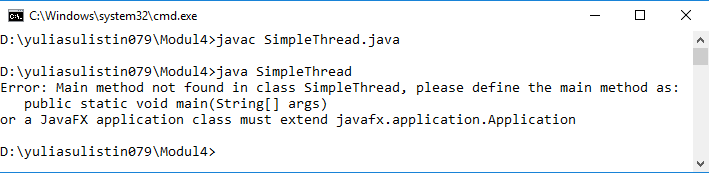 C:\Windows\system32\cmd.exe
D:\yuliasulistin079\Modul4>javac SimpleThread.java
D:\yuliasulistin079\Modul4>java SimpleThread
Error: Main method not found in class SimpleThread, please define the main method as:
   public static void main(String[] args)
or a JavaFX application class must extend javafx.application.Application
D:\yuliasulistin079\Modul4>